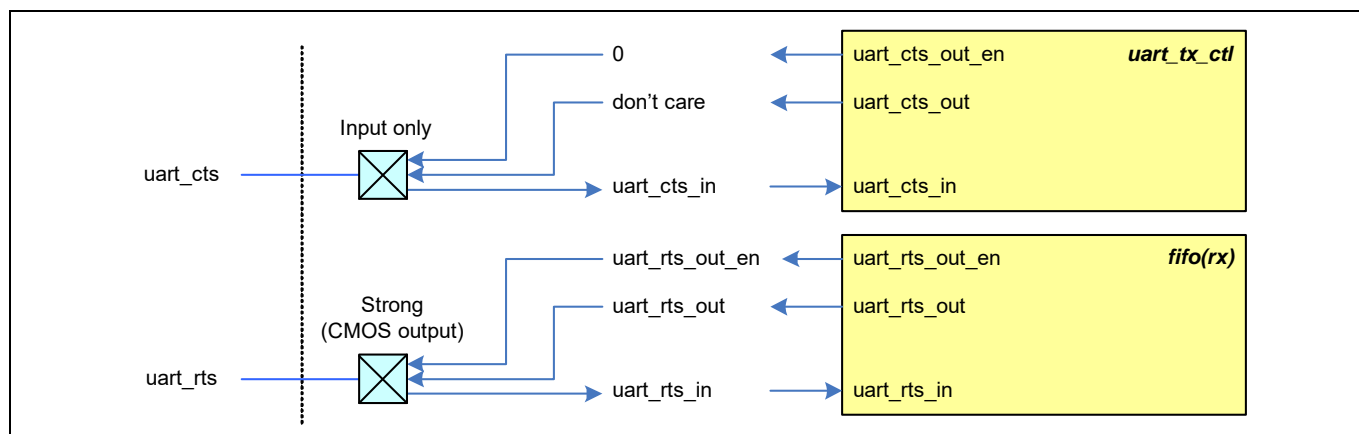 0
uart_cts_out_en
uart_tx_ctl
don't care
uart_cts_out
Input only
uart_cts
uart_cts_in
uart_cts_in
uart_rts_out_en
uart_rts_out_en
fifo(rx)
Strong
(CMOS output)
uart_rts_out
uart_rts_out
uart_rts
uart_rts_in
uart_rts_in